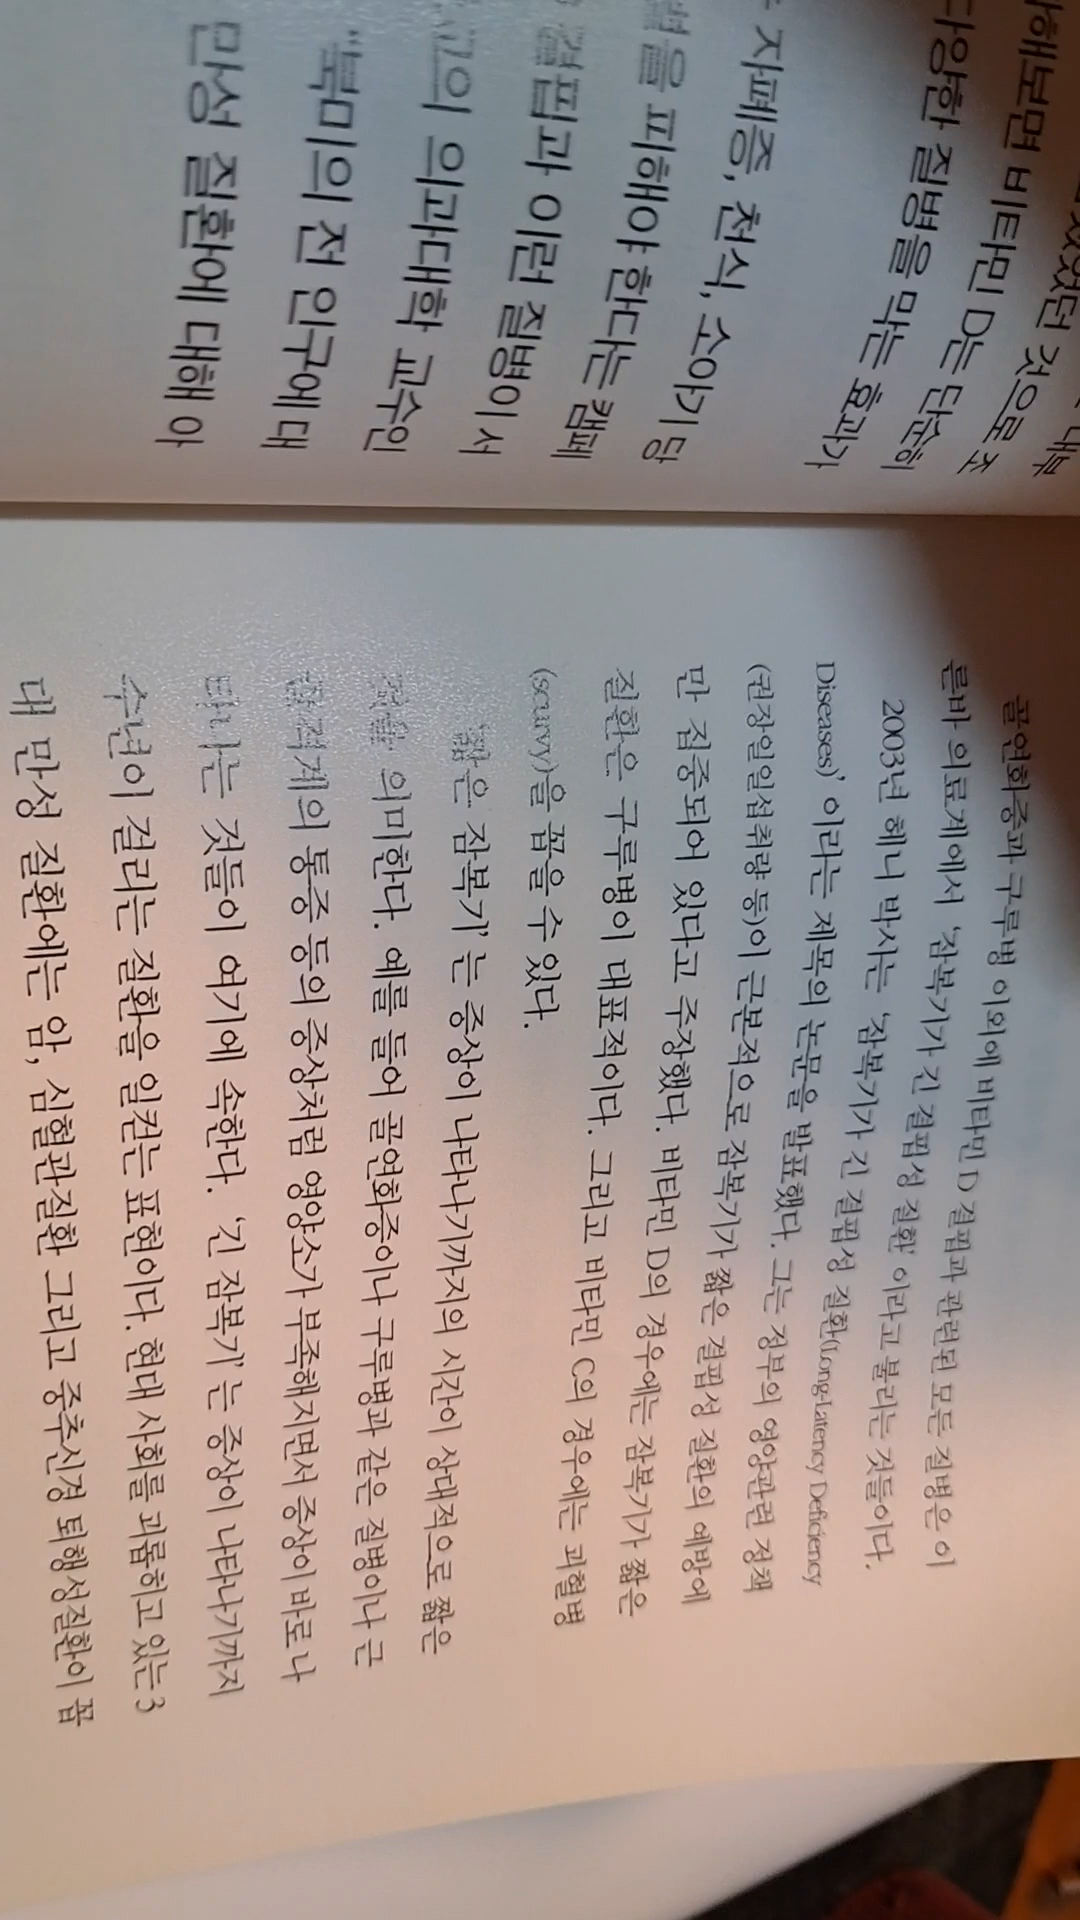 해보면 비타민 D는 단순히
다양한 질병을 막는 효과가
자폐증, 천식, 소아기 당
을 피해야 한다는 캠페
결핍과 이런 질병이 서
의 의과대학 교수인
“북미의 전 인구에 대
만성 질환에 대해 아
골연화증과 구루병 이외에 비타민 D 결핍과 관련된 모든 질병은 이
른바 의료계에서 ‘잠복기가 긴 결핍성 질환’ 이라고 불리는 것들이다.
2003년 헤니 박사는 ‘잠복기가 긴 결핍성 질환(Long-Latency Deficiency
Diseases)’ 이라는 제목의 논문을 발표했다. 그는 정부의 영양관련 정책
(권장일일섭취량 등)이 근본적으로 잠복기가 짧은 결핍성 질환의 예방에
만 집중되어 있다고 주장했다. 비타민 D의 경우에는 잠복기가 짧은
질환은 구루병이 대표적이다. 그리고 비타민 C의 경우에는 괴혈병
(scurvy)을 꼽을 수 있다.
‘짧은 잠복기’ 는 증상이 나타나기까지의 시간이 상대적으로 짧은
것을 의미한다. 예를 들어 골연화증이나 구루병과 같은 질병이나 근
골격계의 통증 등의 증상처럼 영양소가 부족해지면서 증상이 바로 나
타나는 것들이 여기에 속한다. ‘긴 잠복기’ 는 증상이 나타나기까지
수년이 걸리는 질환을 일컫는 표현이다. 현대 사회를 괴롭히고 있는 3
대 만성 질환에는 암, 심혈관질환 그리고 중추신경 퇴행성질환이 꼽